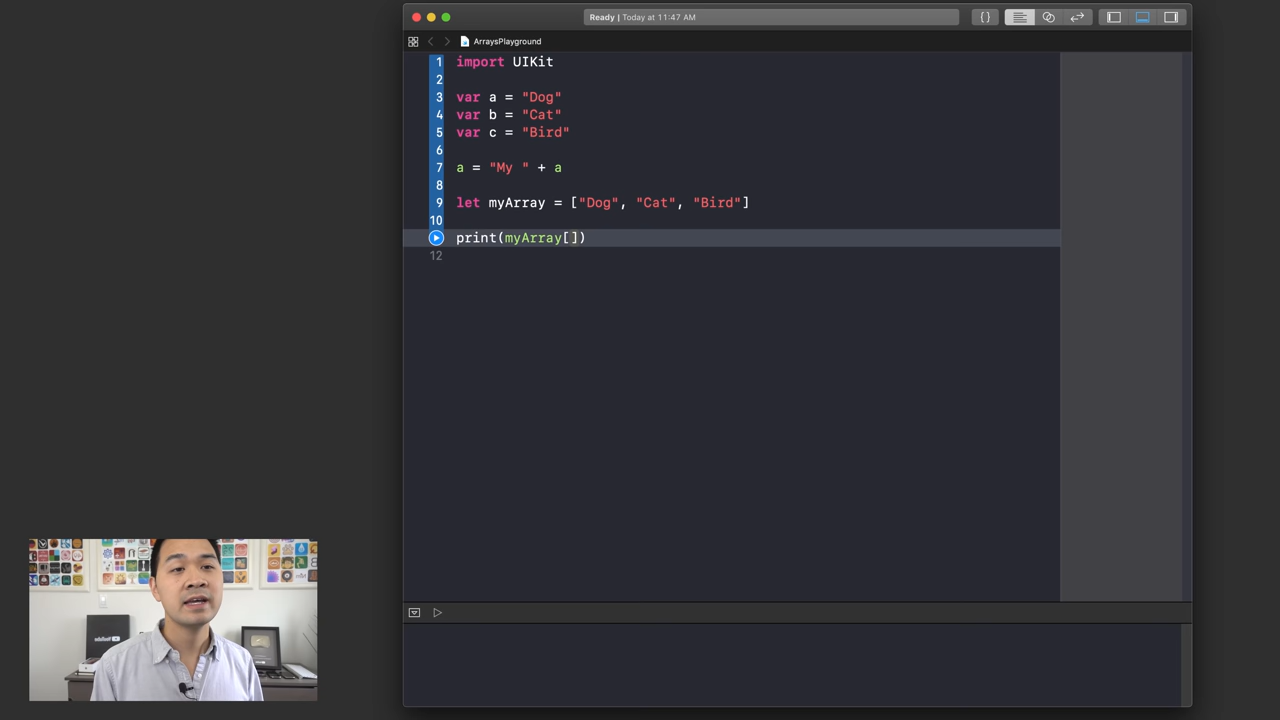 Ready | Today at 11:47 AM
ArraysPlayground
1 import UIKit
2
3 var a = "Dog"
4 var b = "Cat"
5 var c = "Bird"
6
7 a = "My " + a
8
9 let myArray = ["Dog", "Cat", "Bird"]
10
print(myArray[])
12
YouTube